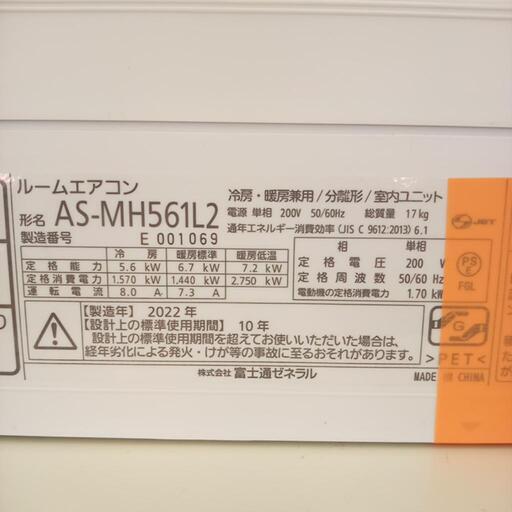 ルームエアコン
形名 AS-MH561L2
製造番号 E 001069
冷房・暖房兼用/分離形/室内ユニット
電源 単相 200V 50/60Hz 総質量 17kg
通年エネルギー消費効率 (JIS C 9612:2013) 6.1
冷房 暖房標準 暖房低温
定格能力 5.6 kW 6.7 kW 7.2 kW
定格消費電力 1,570 kW 1,440 kW 2,750 kW
運転電流 8.0 A 7.3 A
相 単相
定格電圧 200 V
定格周波数 50/60 Hz
電動機の定格消費電力 1.70 kW
JET
PS
E
FGL
【製造年】 2022 年
【設計上の標準使用期間】 10 年
設計上の標準使用期間を超えてお使いいただいた場合は、
経年劣化による発火・けが等の事故に至るおそれがあります。
G
PET
株式会社 富士通ゼネラル
MADE IN CHINA